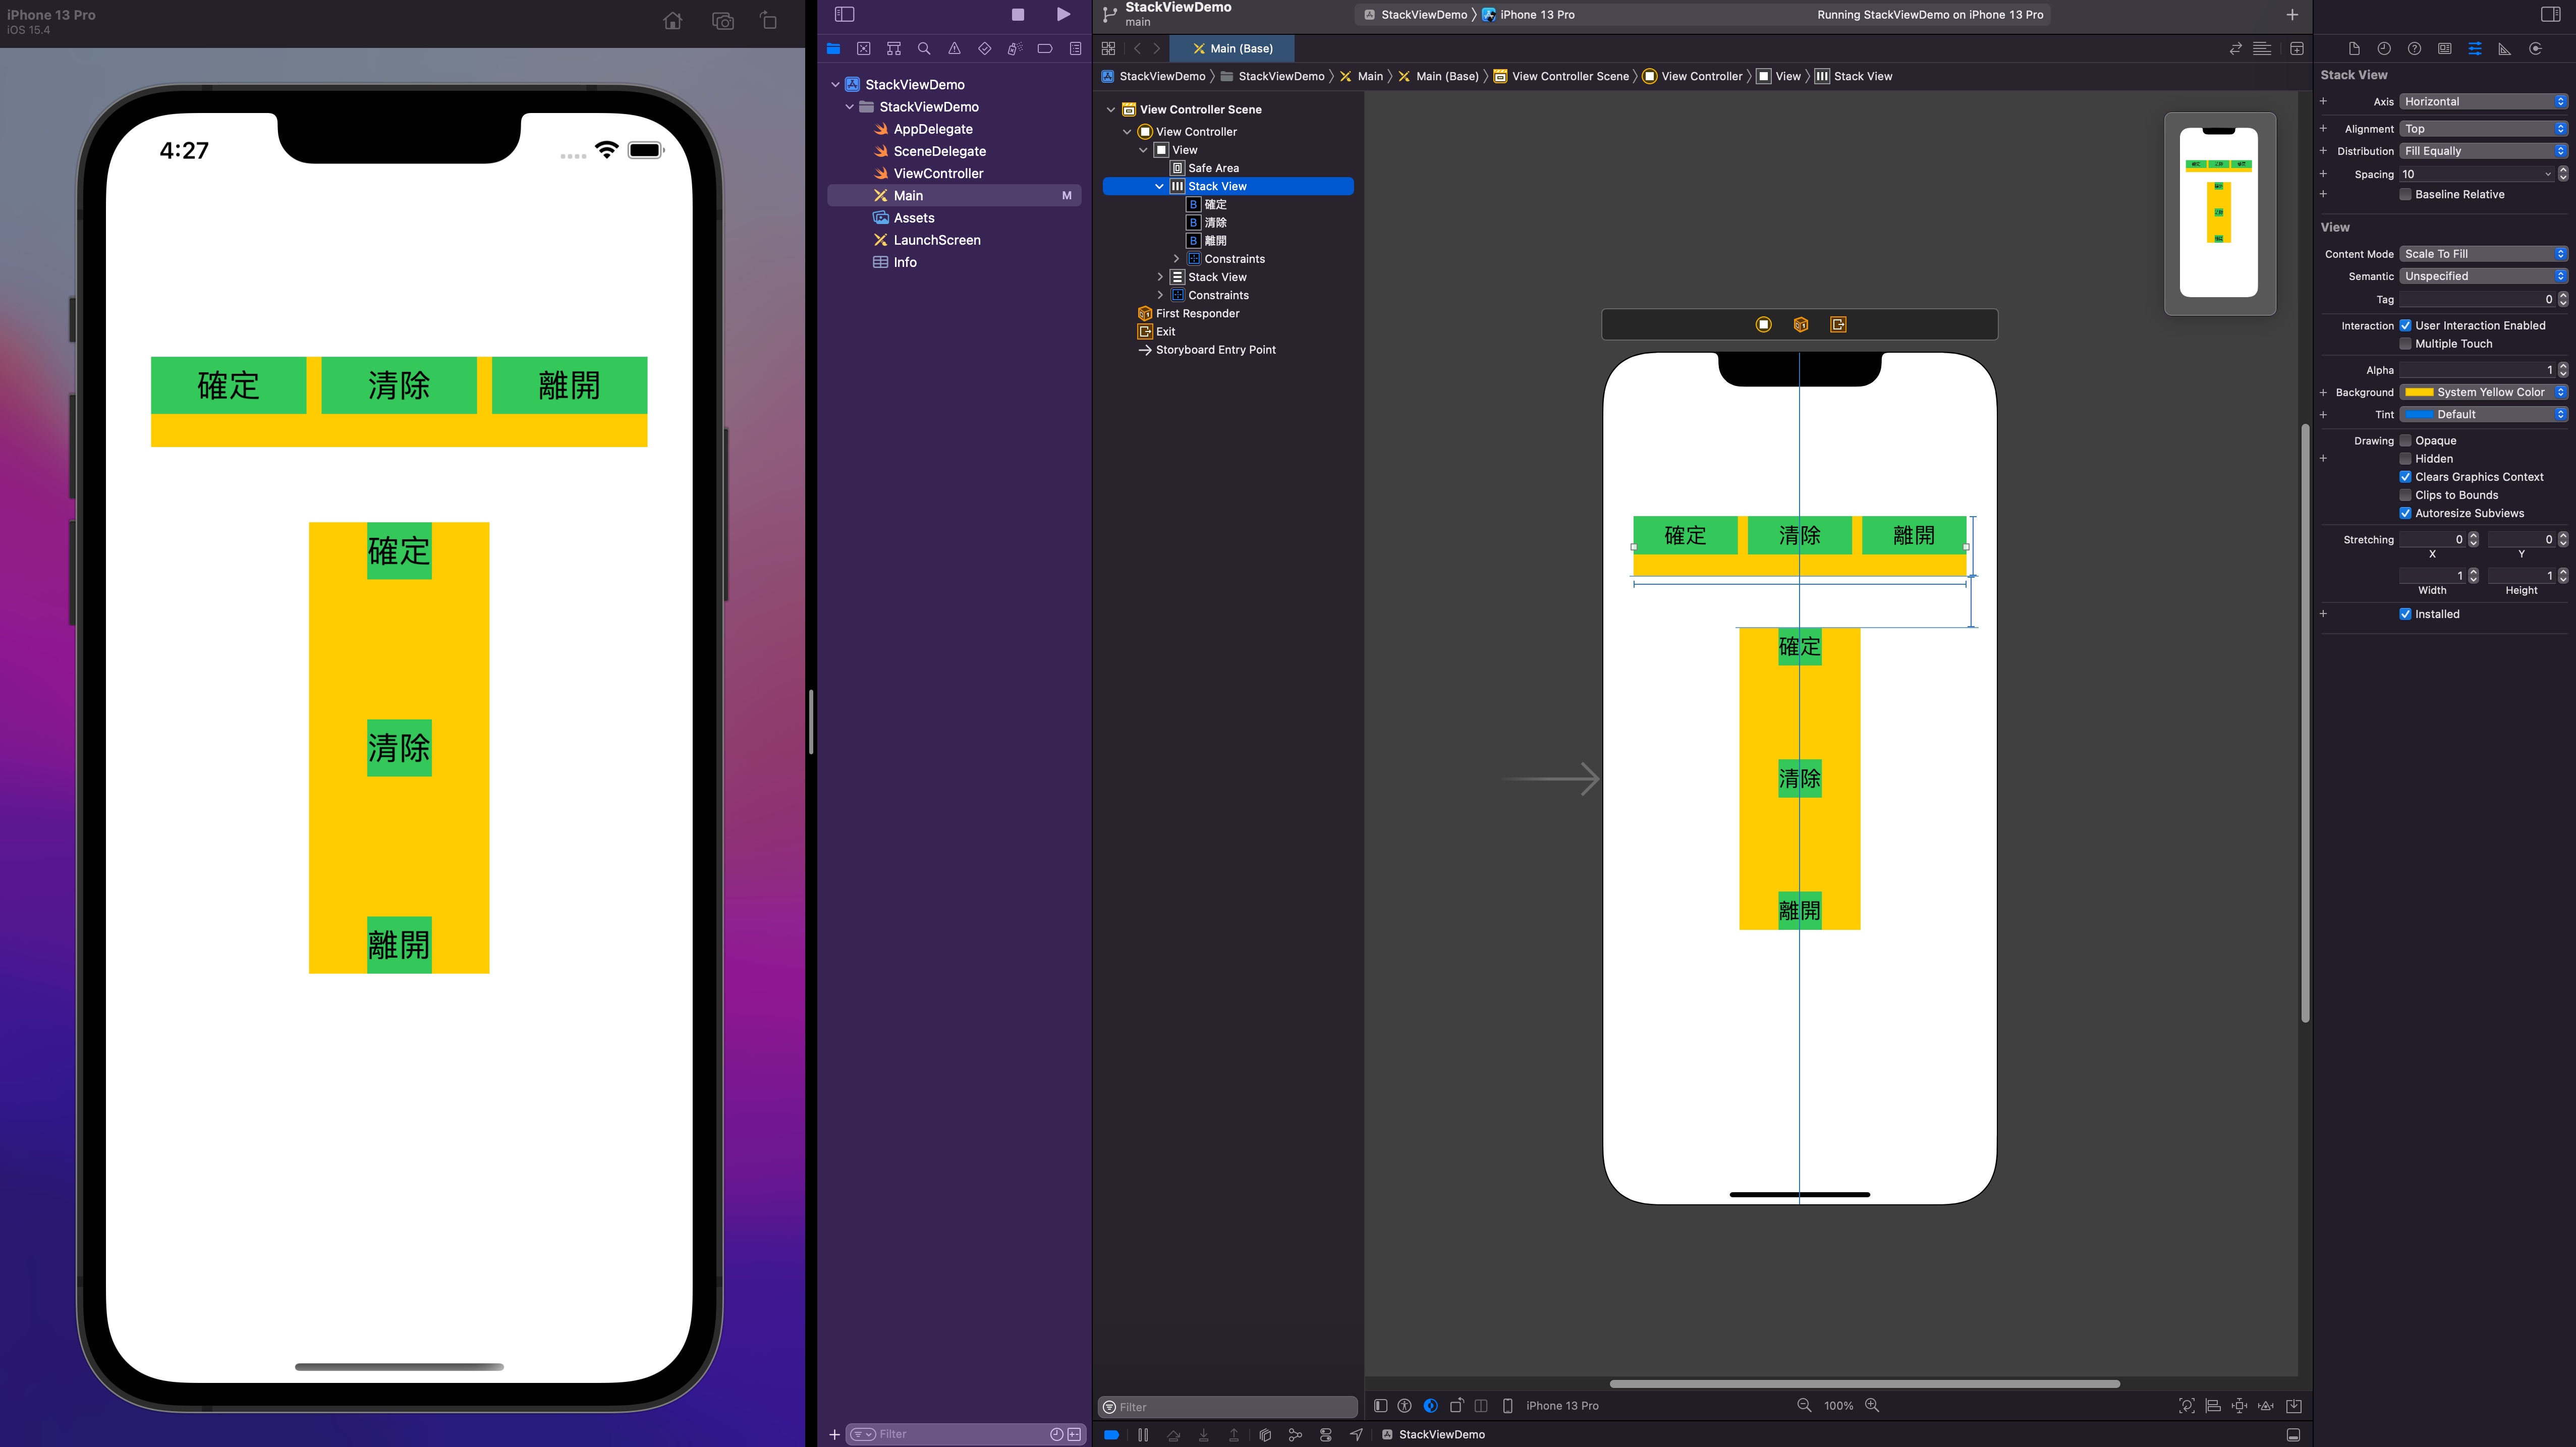 iPhone 13 Pro
iOS 15.4
4:27
確定
清除
離開
確定
清除
離開
StackViewDemo
StackViewDemo
AppDelegate
SceneDelegate
ViewController
Main
M
Assets
LaunchScreen
Info
Filter
StackViewDemo
main
StackViewDemo
iPhone 13 Pro
Running StackViewDemo on iPhone 13 Pro
Main (Base)
StackViewDemo
StackViewDemo
Main
Main (Base)
View Controller Scene
View Controller
View
Stack View
View Controller Scene
View Controller
View
Safe Area
Stack View
B 確定
B 清除
B 離開
Constraints
Stack View
Constraints
First Responder
Exit
Storyboard Entry Point
Filter
確定
清除
離開
確定
清除
離開
iPhone 13 Pro
100%
StackViewDemo
Stack View
Axis Horizontal
Alignment Top
Distribution Fill Equally
Spacing 10
Baseline Relative
View
Content Mode Scale To Fill
Semantic Unspecified
Tag 0
Interaction User Interaction Enabled
Multiple Touch
Alpha 1
Background System Yellow Color
Tint Default
Drawing Opaque
Hidden
Clears Graphics Context
Clips to Bounds
Autoresize Subviews
Stretching 0 0
X Y
1 1
Width Height
Installed